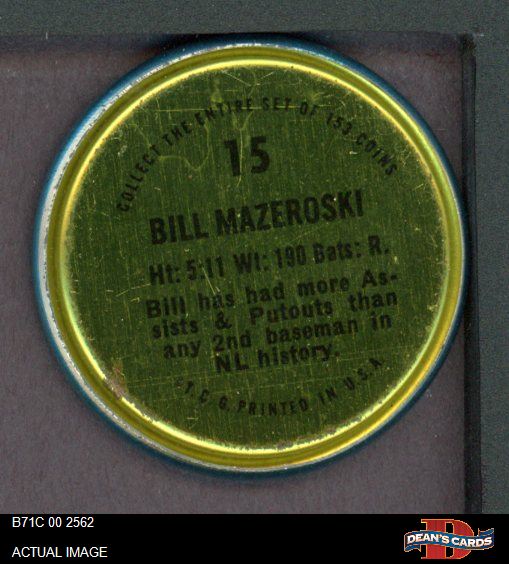 COLLECT THE ENTIRE SET OF 153 COINS
15
BILL MAZEROSKI
Ht: 5:11 Wt: 190 Bats: R.
Bill has had more As-
sists & Putouts than
any 2nd baseman in
NL history.
T. C. G. PRINTED IN U.S.A.
B71C 00 2562
ACTUAL IMAGE
D
DEAN'S CARDS